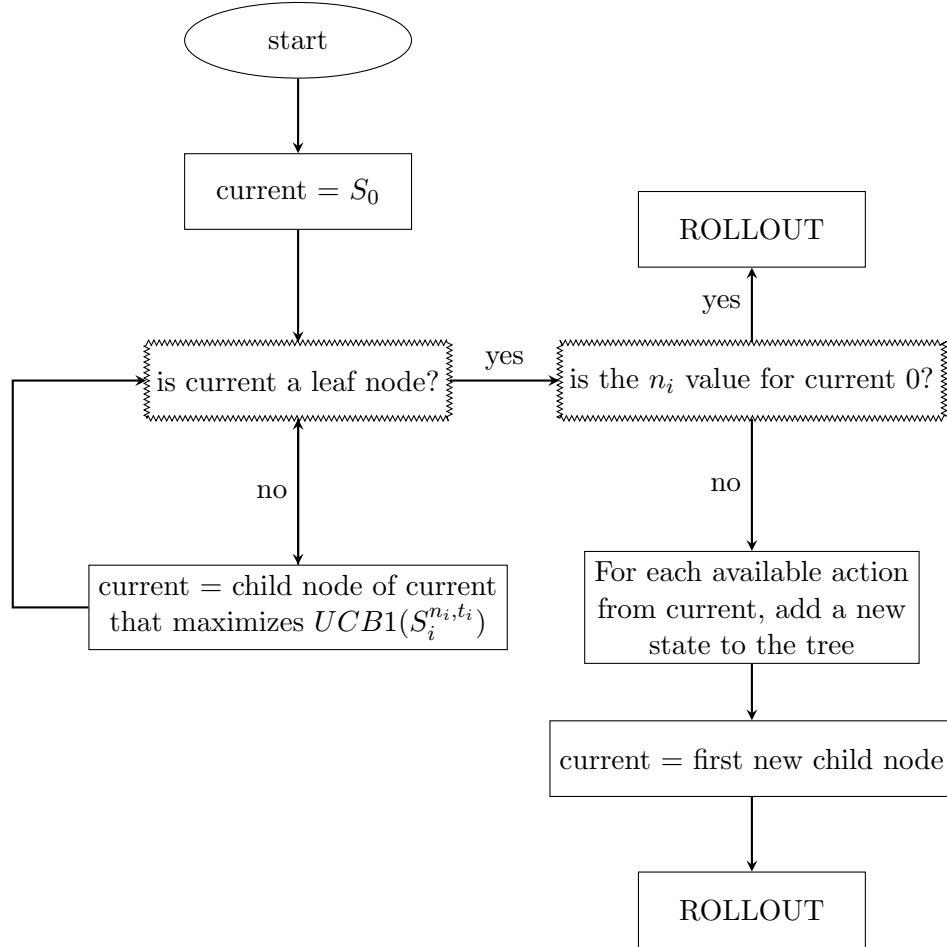 start
current = $S_0$
ROLLOUT
yes
is current a leaf node?
yes
is the $n_i$ value for current 0?
no
no
current = child node of current
that maximizes $UCB1(S_i^{n_i,t_i})$
For each available action
from current, add a new
state to the tree
current = first new child node
ROLLOUT